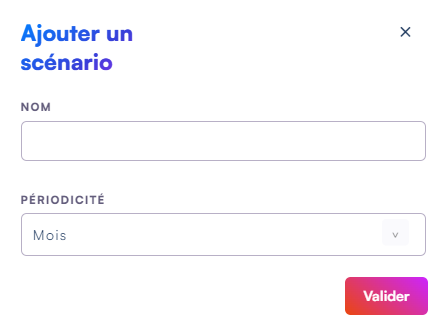 Ajouter un
scénario
NOM
PÉRIODICITÉ
Mois
Valider